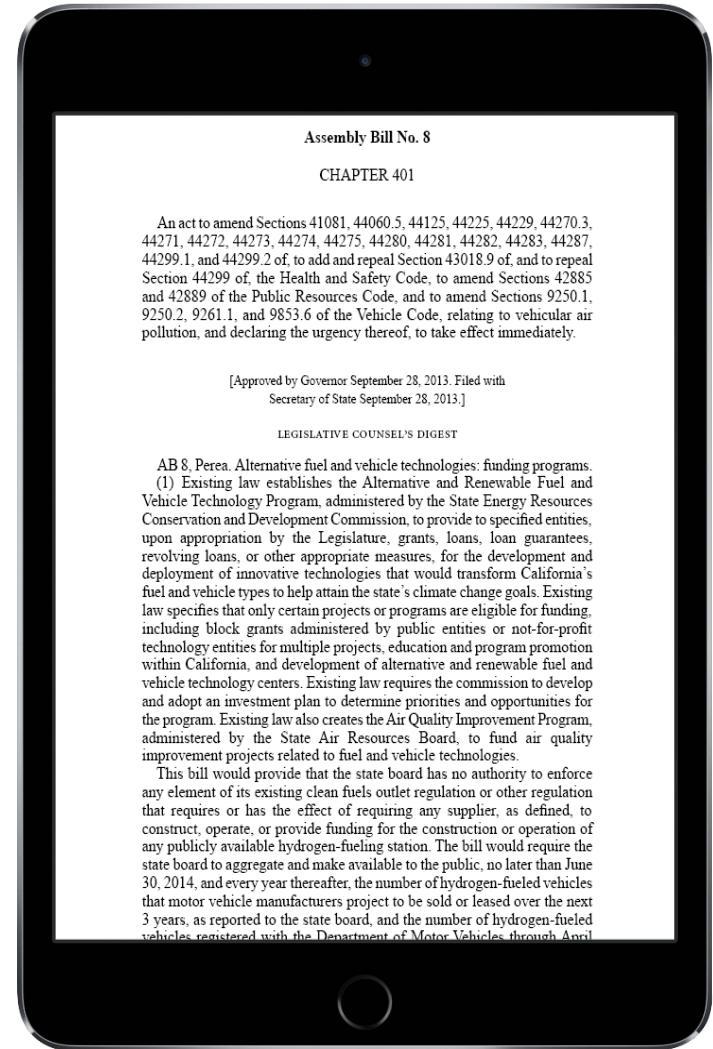 Assembly Bill No. 8
CHAPTER 401
An act to amend Sections 41081, 44060.5, 44125, 44225, 44229, 44270.3,
44271, 44272, 44273, 44274, 44275, 44280, 44281, 44282, 44283, 44287,
44299.1, and 44299.2 of, to add and repeal Section 43018.9 of, and to repeal
Section 44299 of, the Health and Safety Code, to amend Sections 42885
and 42889 of the Public Resources Code, and to amend Sections 9250.1,
9250.2, 9261.1, and 9853.6 of the Vehicle Code, relating to vehicular air
pollution, and declaring the urgency thereof, to take effect immediately.
[Approved by Governor September 28, 2013. Filed with
Secretary of State September 28, 2013.]
LEGISLATIVE COUNSEL'S DIGEST
AB 8, Perea. Alternative fuel and vehicle technologies: funding programs.
(1) Existing law establishes the Alternative and Renewable Fuel and
Vehicle Technology Program, administered by the State Energy Resources
Conservation and Development Commission, to provide to specified entities,
upon appropriation by the Legislature, grants, loans, loan guarantees,
revolving loans, or other appropriate measures, for the development and
deployment of innovative technologies that would transform California's
fuel and vehicle types to help attain the state's climate change goals. Existing
law specifies that only certain projects or programs are eligible for funding,
including block grants administered by public entities or not-for-profit
technology entities for multiple projects, education and program promotion
within California, and development of alternative and renewable fuel and
vehicle technology centers. Existing law requires the commission to develop
and adopt an investment plan to determine priorities and opportunities for
the program. Existing law also creates the Air Quality Improvement Program,
administered by the State Air Resources Board, to fund air quality
improvement projects related to fuel and vehicle technologies.
This bill would provide that the state board has no authority to enforce
any element of its existing clean fuels outlet regulation or other regulation
that requires or has the effect of requiring any supplier, as defined, to
construct, operate, or provide funding for the construction or operation of
any publicly available hydrogen-fueling station. The bill would require the
state board to aggregate and make available to the public, no later than June
30, 2014, and every year thereafter, the number of hydrogen-fueled vehicles
that motor vehicle manufacturers project to be sold or leased over the next
3 years, as reported to the state board, and the number of hydrogen-fueled
vehicles registered with the Department of Motor Vehicles through April